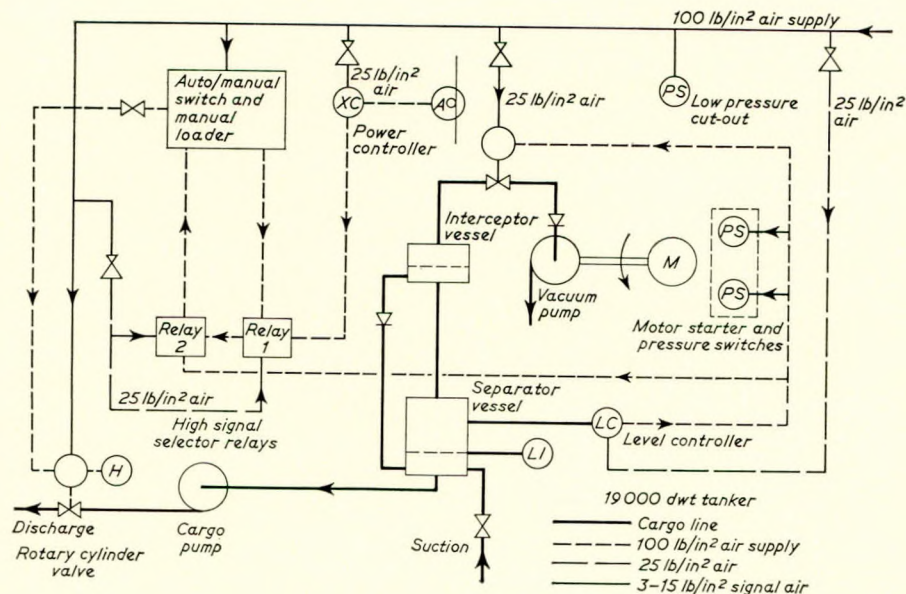 100 lb/in² air supply
Auto/manual
switch and
manual
loader
25 lb/in²
air
XC
AO
Power
controller
25 lb/in² air
PS
Low pressure
cut-out
25 lb/in²
air
Interceptor
vessel
Vacuum
pump
M
PS
PS
Motor starter and
pressure switches
Relay
2
Relay
1
25 lb/in² air
High signal
selector relays
Separator
vessel
LC
Level controller
LI
H
Discharge
Rotary cylinder
valve
Cargo
pump
Suction
19 000 dwt tanker
Cargo line
100 lb/in² air supply
25 lb/in² air
3–15 lb/in² signal air